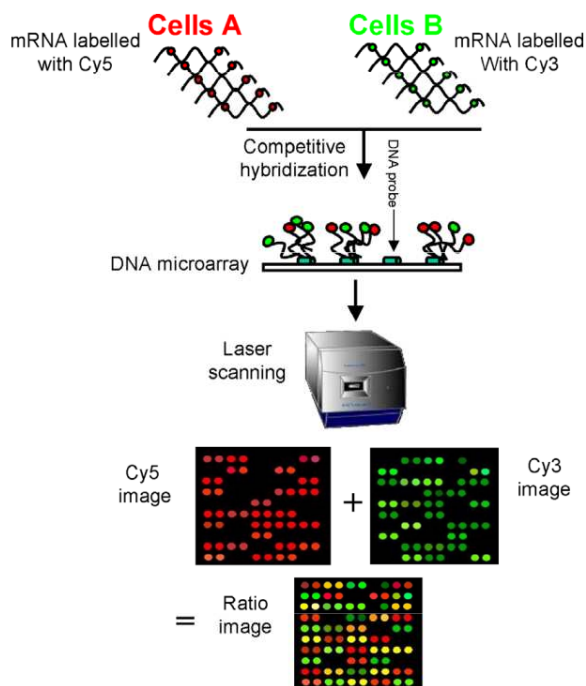 Cells A
Cells B
mRNA labelled
with Cy5
mRNA labelled
With Cy3
Competitive
hybridization
DNA probe
DNA microarray
Laser
scanning
Cy5
image
+
Cy3
image
=
Ratio
image